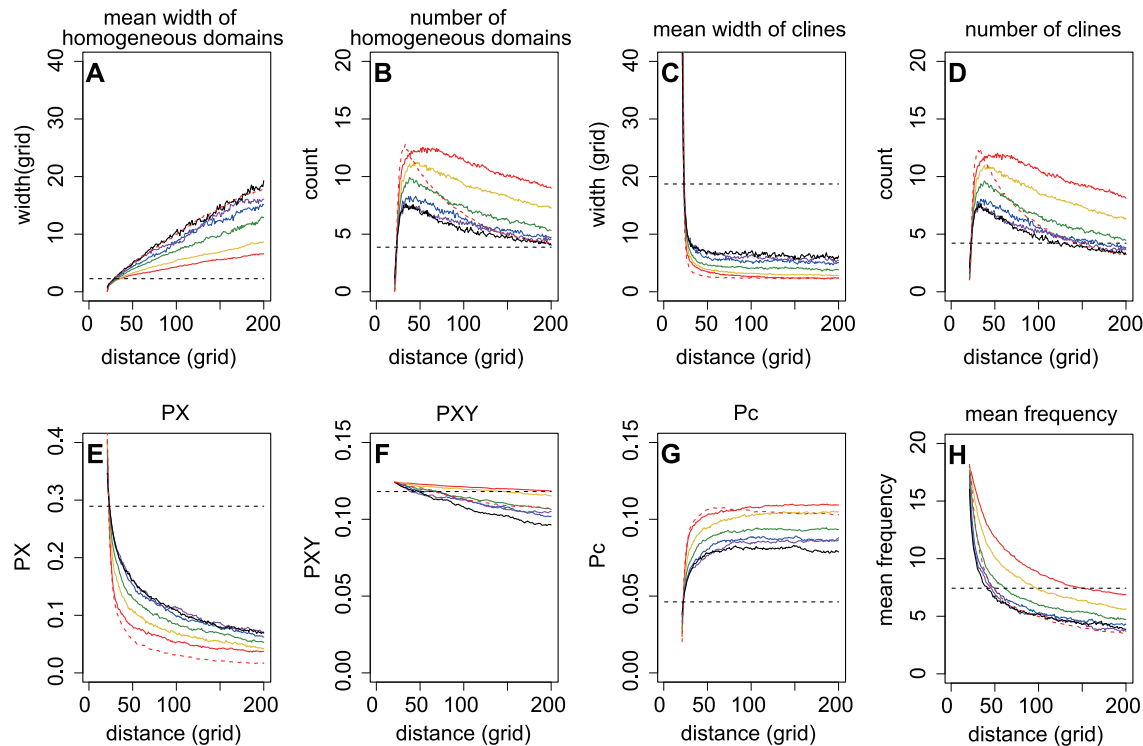 mean width of
homogeneous domains
number of
homogeneous domains
mean width of clines
number of clines
A
B
C
D
width(grid)
0 10 20 30 40
0 50 100 200
distance (grid)
count
0 5 10 15 20
0 50 100 200
distance (grid)
width (grid)
0 10 20 30 40
0 50 100 200
distance (grid)
count
0 5 10 15 20
0 50 100 200
distance (grid)
PX
PXY
Pc
mean frequency
E
F
G
H
PX
0.0 0.1 0.2 0.3 0.4
0 50 100 200
distance (grid)
PXY
0.00 0.05 0.10 0.15
0 50 100 200
distance (grid)
Pc
0.00 0.05 0.10 0.15
0 50 100 200
distance (grid)
mean frequency
0 5 10 15 20
0 50 100 200
distance (grid)